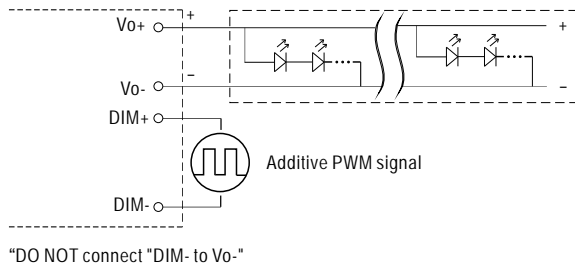 Vo+
+
+
Vo-
−
−
DIM+
Additive PWM signal
DIM-
“DO NOT connect "DIM- to Vo-"